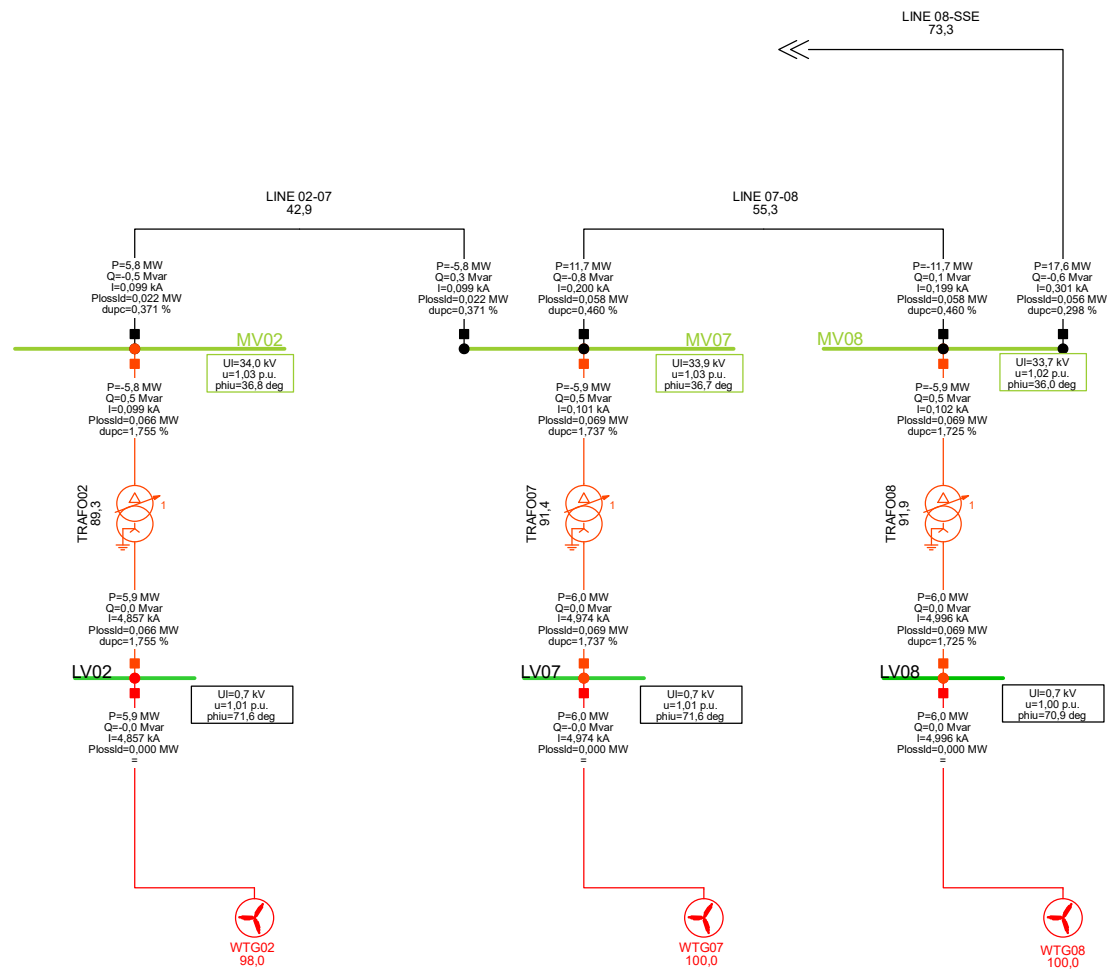 LINE 08-SSE
73,3
LINE 02-07
42,9
LINE 07-08
55,3
P=5,8 MW
Q=-0,5 Mvar
I=0,099 kA
Plossld=0,022 MW
dupc=0,371 %
P=-5,8 MW
Q=0,3 Mvar
I=0,099 kA
Plossld=0,022 MW
dupc=0,371 %
P=11,7 MW
Q=-0,8 Mvar
I=0,200 kA
Plossld=0,058 MW
dupc=0,460 %
P=-11,7 MW
Q=0,1 Mvar
I=0,199 kA
Plossld=0,058 MW
dupc=0,460 %
P=17,6 MW
Q=-0,6 Mvar
I=0,301 kA
Plossld=0,056 MW
dupc=0,298 %
MV02
MV07
MV08
Ul=34,0 kV
u=1,03 p.u.
phiu=36,8 deg
Ul=33,9 kV
u=1,03 p.u.
phiu=36,7 deg
Ul=33,7 kV
u=1,02 p.u.
phiu=36,0 deg
P=-5,8 MW
Q=0,5 Mvar
I=0,099 kA
Plossld=0,066 MW
dupc=1,755 %
P=-5,9 MW
Q=0,5 Mvar
I=0,101 kA
Plossld=0,069 MW
dupc=1,737 %
P=-5,9 MW
Q=0,5 Mvar
I=0,102 kA
Plossld=0,069 MW
dupc=1,725 %
TRAFO02
89,3
1
TRAFO07
91,4
1
TRAFO08
91,9
1
P=5,9 MW
Q=0,0 Mvar
I=4,857 kA
Plossld=0,066 MW
dupc=1,755 %
P=6,0 MW
Q=0,0 Mvar
I=4,974 kA
Plossld=0,069 MW
dupc=1,737 %
P=6,0 MW
Q=0,0 Mvar
I=4,996 kA
Plossld=0,069 MW
dupc=1,725 %
LV02
LV07
LV08
Ul=0,7 kV
u=1,01 p.u.
phiu=71,6 deg
Ul=0,7 kV
u=1,01 p.u.
phiu=71,6 deg
Ul=0,7 kV
u=1,00 p.u.
phiu=70,9 deg
P=5,9 MW
Q=-0,0 Mvar
I=4,857 kA
Plossld=0,000 MW
=
P=6,0 MW
Q=-0,0 Mvar
I=4,974 kA
Plossld=0,000 MW
=
P=6,0 MW
Q=0,0 Mvar
I=4,996 kA
Plossld=0,000 MW
=
WTG02
98,0
WTG07
100,0
WTG08
100,0